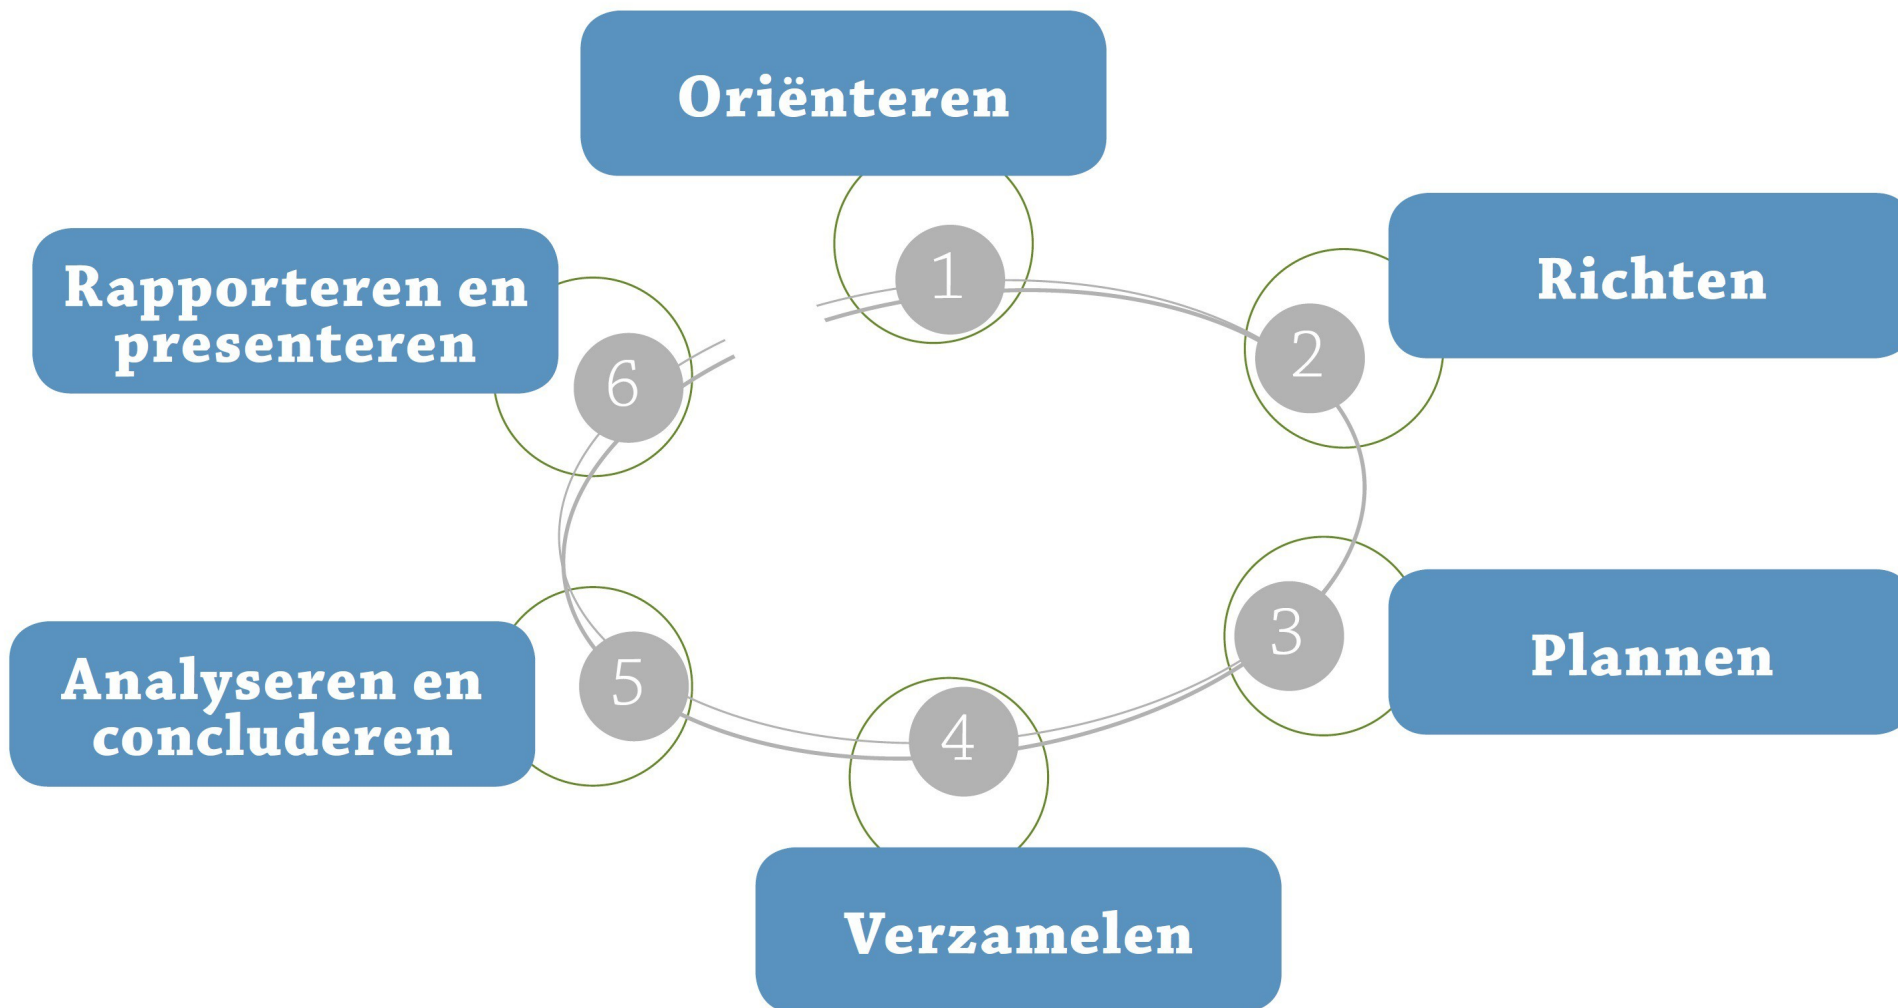 Oriënteren
1
Richten
2
Plannen
3
Verzamelen
4
Analyseren en
concluderen
5
Rapporteren en
presenteren
6